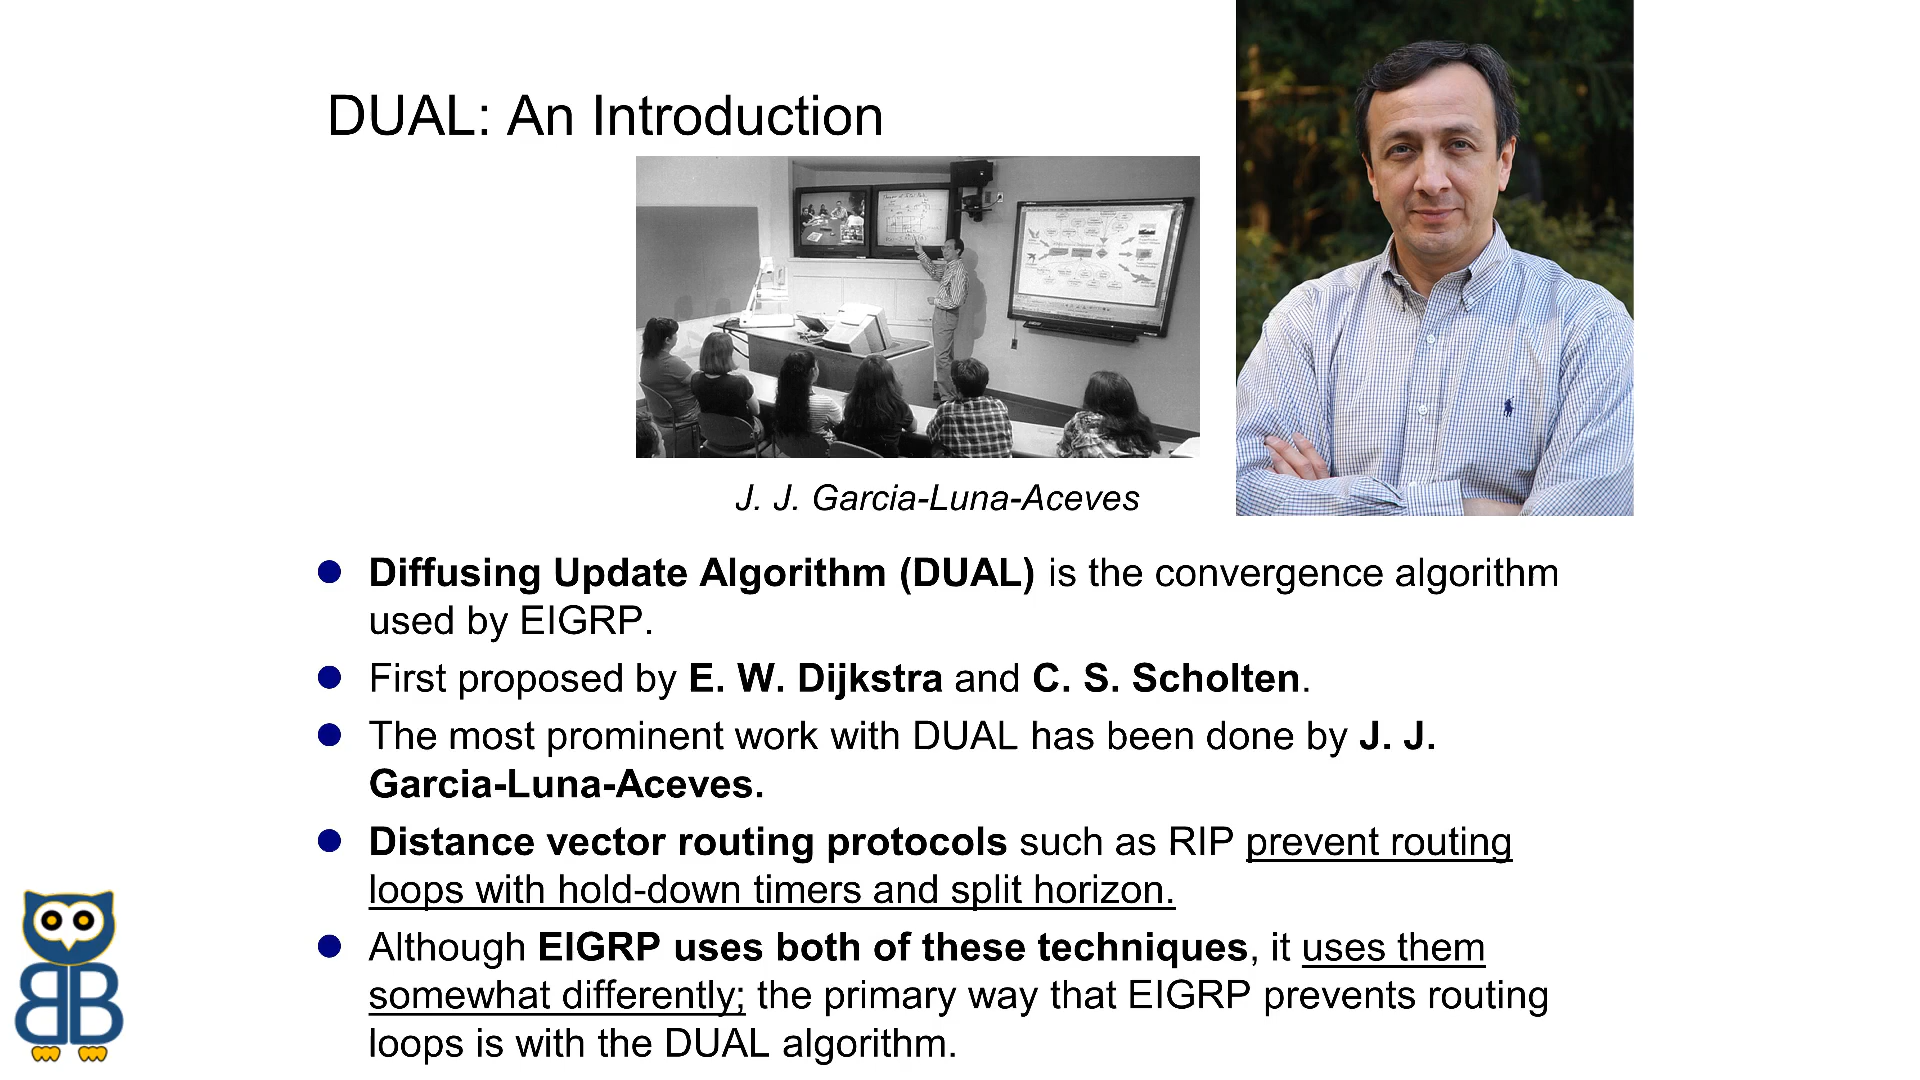 DUAL: An Introduction
J. J. Garcia-Luna-Aceves
Diffusing Update Algorithm (DUAL) is the convergence algorithm
used by EIGRP.
First proposed by E. W. Dijkstra and C. S. Scholten.
The most prominent work with DUAL has been done by J. J.
Garcia-Luna-Aceves.
Distance vector routing protocols such as RIP prevent routing
loops with hold-down timers and split horizon.
Although EIGRP uses both of these techniques, it uses them
somewhat differently; the primary way that EIGRP prevents routing
loops is with the DUAL algorithm.